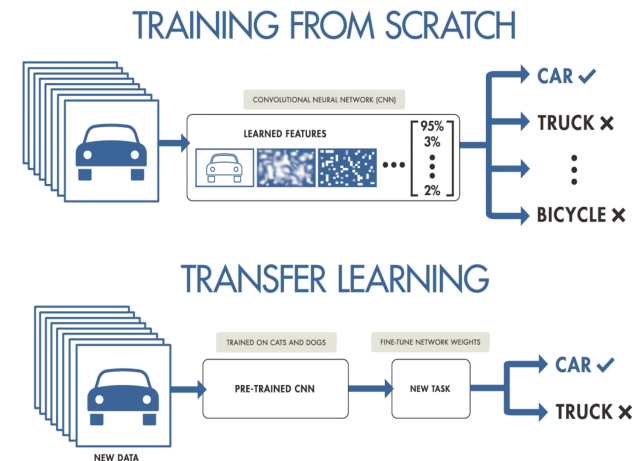 TRAINING FROM SCRATCH
CONVOLUTIONAL NEURAL NETWORK (CNN)
LEARNED FEATURES
95%
3%
2%
CAR ✓
TRUCK ✕
BICYCLE ✕
TRANSFER LEARNING
TRAINED ON CATS AND DOGS
FINE-TUNE NETWORK WEIGHTS
PRE-TRAINED CNN
NEW TASK
CAR ✓
TRUCK ✕
NEW DATA